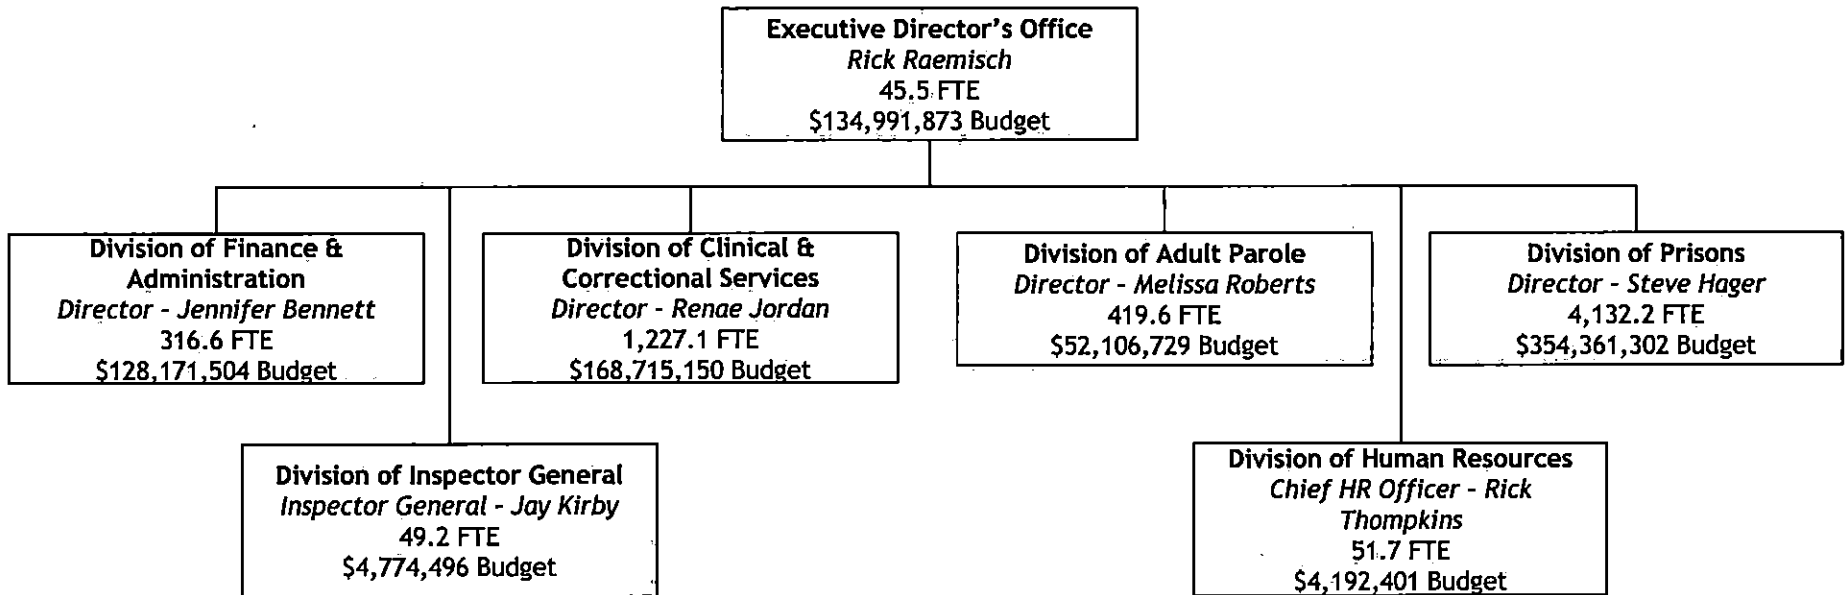 Executive Director's Office
Rick Raemisch
45.5 FTE
$134,991,873 Budget
Division of Finance &
Administration
Director - Jennifer Bennett
316.6 FTE
$128,171,504 Budget
Division of Clinical &
Correctional Services
Director - Renae Jordan
1,227.1 FTE
$168,715,150 Budget
Division of Adult Parole
Director - Melissa Roberts
419.6 FTE
$52,106,729 Budget
Division of Prisons
Director - Steve Hager
4,132.2 FTE
$354,361,302 Budget
Division of Inspector General
Inspector General - Jay Kirby
49.2 FTE
$4,774,496 Budget
Division of Human Resources
Chief HR Officer - Rick
Thompkins
51.7 FTE
$4,192,401 Budget